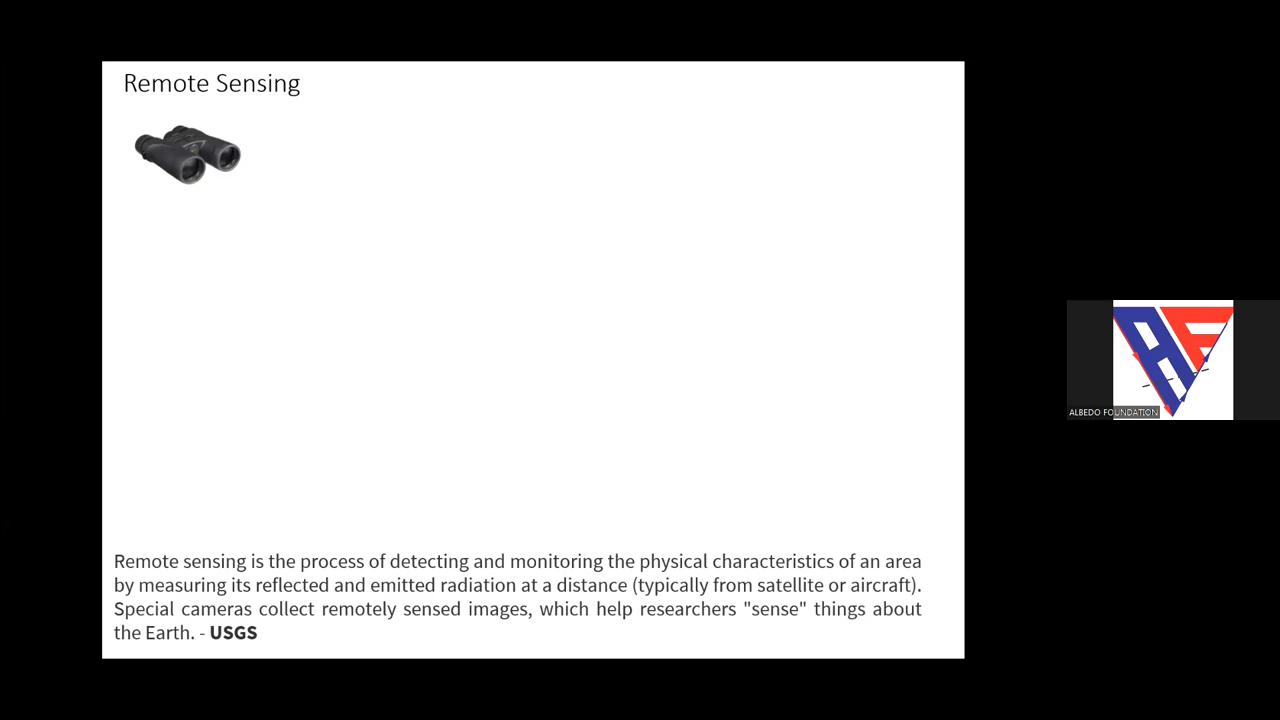 Remote Sensing
Remote sensing is the process of detecting and monitoring the physical characteristics of an area
by measuring its reflected and emitted radiation at a distance (typically from satellite or aircraft).
Special cameras collect remotely sensed images, which help researchers "sense" things about
the Earth. - USGS
AF
ALBEDO FOUNDATION